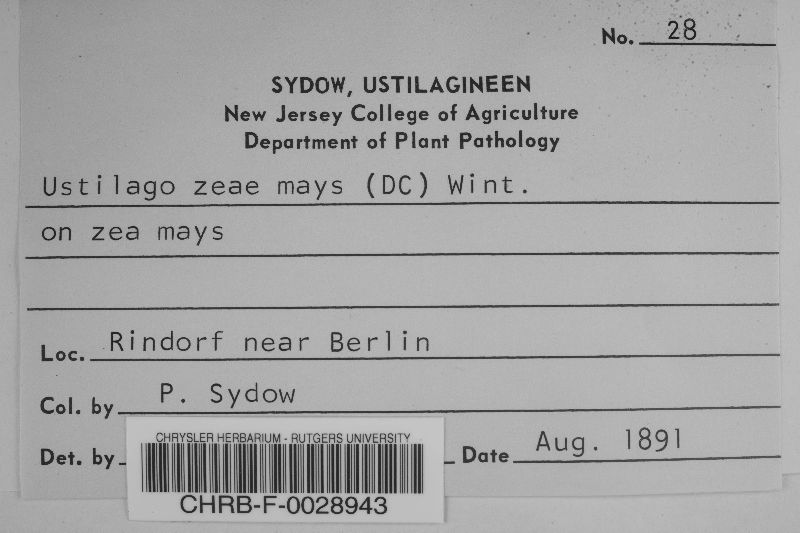 No. 28
SYDOW, USTILAGINEEN
New Jersey College of Agriculture
Department of Plant Pathology
Ustilago zeae mays (DC) Wint.
on zea mays
Loc. Rindorf near Berlin
Col. by P. Sydow
Det. by Date Aug. 1891
CHRYSLER HERBARIUM - RUTGERS UNIVERSITY
CHRB-F-0028943